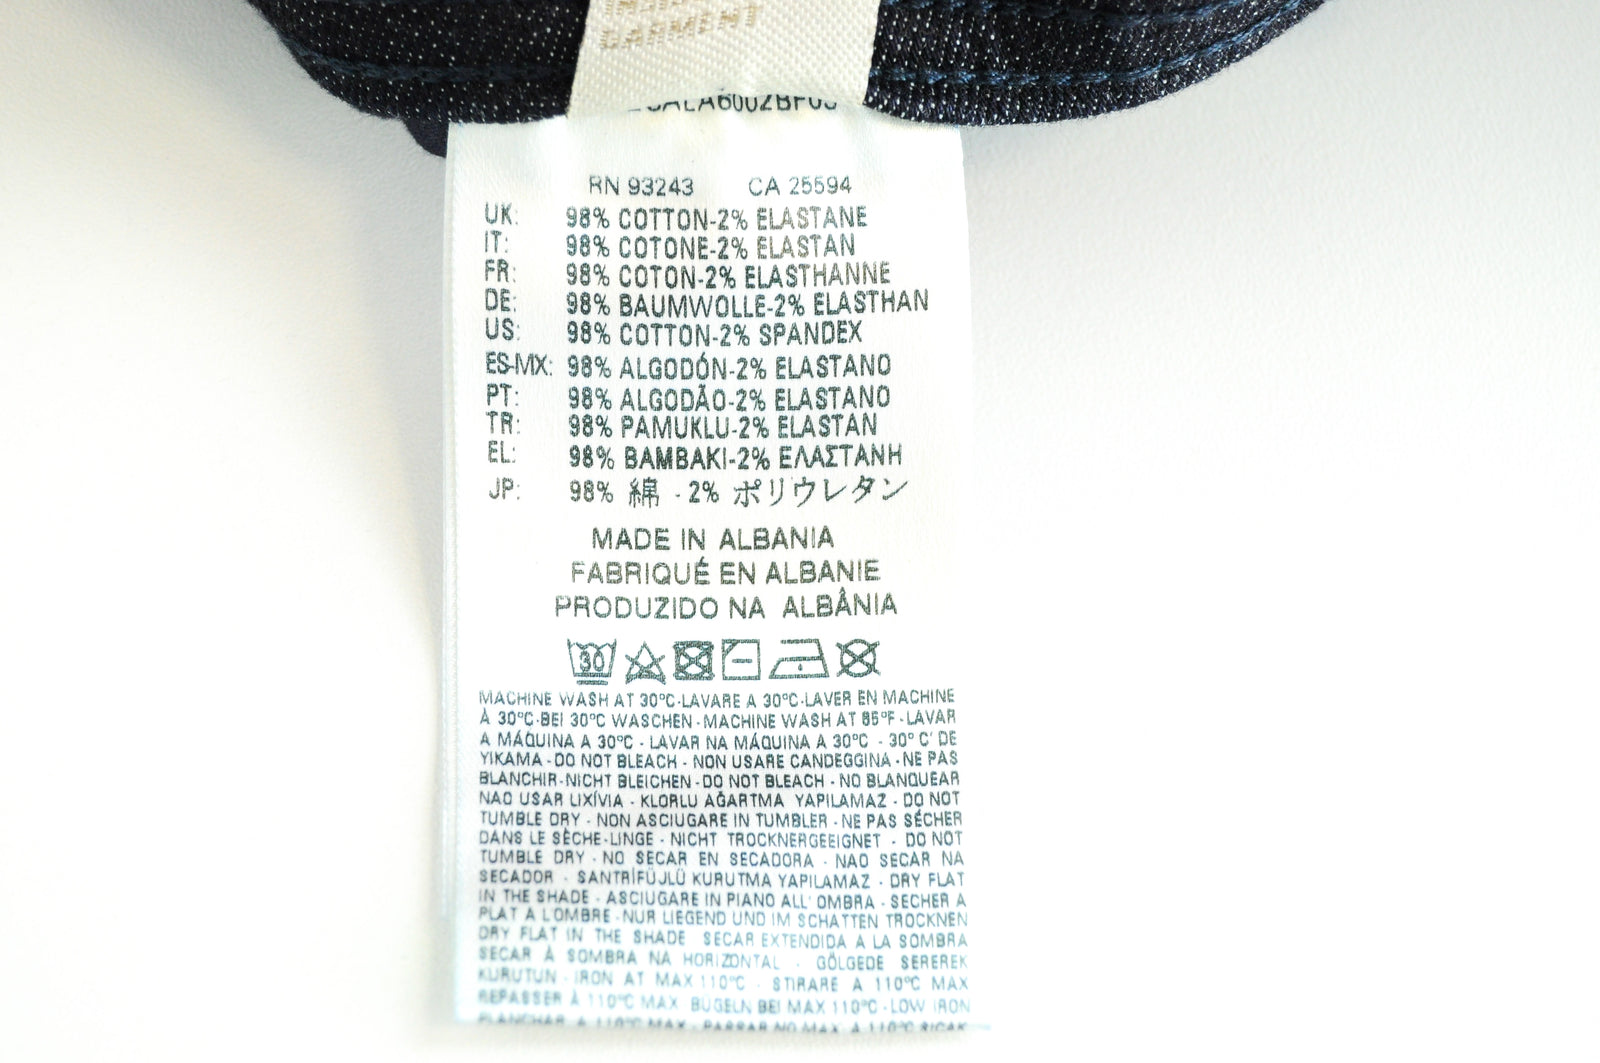 GARMENT
RN 93243 CA 25594
UK: 98% COTTON-2% ELASTANE
IT: 98% COTONE-2% ELASTAN
FR: 98% COTON-2% ELASTHANNE
DE: 98% BAUMWOLLE-2% ELASTHAN
US: 98% COTTON-2% SPANDEX
ES-MX: 98% ALGODÓN-2% ELASTANO
PT: 98% ALGODÃO-2% ELASTANO
TR: 98% PAMUKLU-2% ELASTAN
EL: 98% BAMBAKI-2% ΕΛΑΣΤΑΝΗ
JP: 98% 綿 - 2% ポリウレタン
MADE IN ALBANIA
FABRIQUÉ EN ALBANIE
PRODUZIDO NA ALBÂNIA
30
MACHINE WASH AT 30°C-LAVARE A 30°C-LAVER EN MACHINE
À 30°C-BEI 30°C WASCHEN - MACHINE WASH AT 85°F - LAVAR
A MÁQUINA A 30°C - LAVAR NA MÁQUINA A 30°C - 30° C' DE
YIKAMA - DO NOT BLEACH - NON USARE CANDEGGINA - NE PAS
BLANCHIR-NICHT BLEICHEN-DO NOT BLEACH - NO BLANQUEAR
NAO USAR LIXÍVIA - KLORLU AĞARTMA YAPILAMAZ - DO NOT
TUMBLE DRY - NON ASCIUGARE IN TUMBLER - NE PAS SÉCHER
DANS LE SÈCHE-LINGE - NICHT TROCKNERGEEIGNET - DO NOT
TUMBLE DRY - NO SECAR EN SECADORA - NAO SECAR NA
SECADOR - SANTRİFÜJLÜ KURUTMA YAPILAMAZ - DRY FLAT
IN THE SHADE - ASCIUGARE IN PIANO ALL' OMBRA - SECHER A
PLAT A L'OMBRE - NUR LIEGEND UND IM SCHATTEN TROCKNEN
DRY FLAT IN THE SHADE SECAR EXTENDIDA A LA SOMBRA
SECAR À SOMBRA NA HORIZONTAL - GÖLGEDE SEREREK
KURUTUN - IRON AT MAX 110°C - STIRARE A 110°C MAX
REPASSER À 110°C MAX BUGELN BEI MAX 110°C - LOW IRON
PLANCHAR A 110°C MAX - PASSAR NO MAX A 110°C SICAK